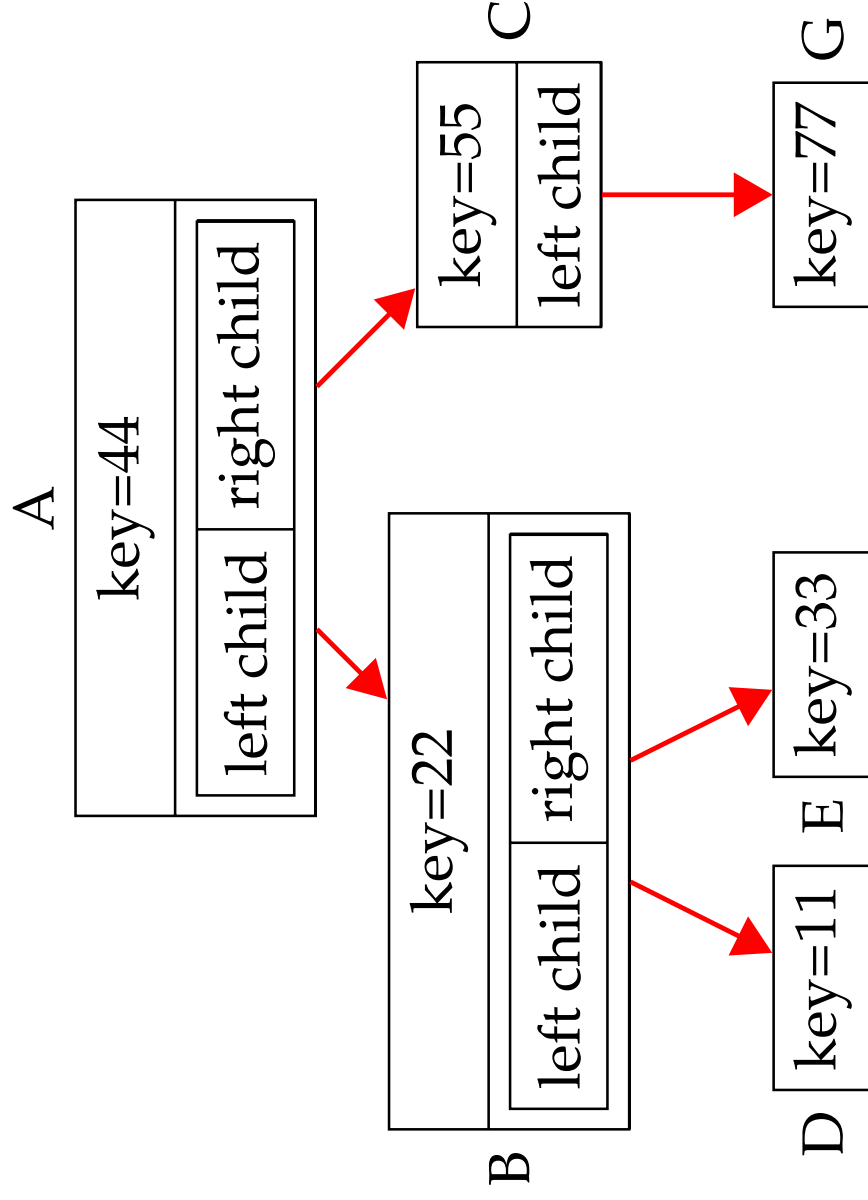 A
key=44
left child right child
key=22
key=55
C
B
left child right child
left child
D
key=11
E
key=33
key=77
G